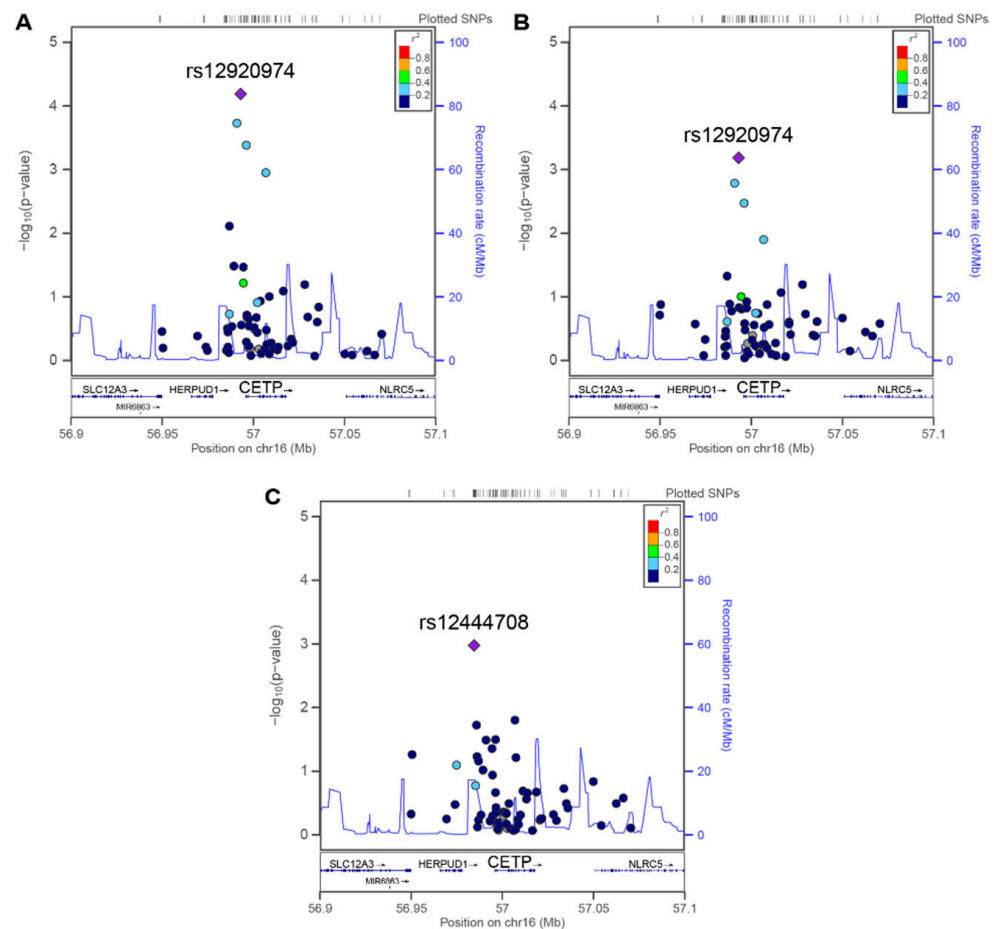 A
Plotted SNPs
5
100
r²
0.8
0.6
0.4
0.2
rs12920974
4
80
3
60
2
40
1
20
0
0
−log10(p−value)
Recombination rate (cM/Mb)
SLC12A3→
HERPUD1→
CETP→
NLRC5→
MIR6863→
56.9
56.95
57
57.05
57.1
Position on chr16 (Mb)
B
Plotted SNPs
5
100
r²
0.8
0.6
0.4
0.2
4
80
rs12920974
3
60
2
40
1
20
0
0
−log10(p−value)
Recombination rate (cM/Mb)
SLC12A3→
HERPUD1→
CETP→
NLRC5→
MIR6863→
56.9
56.95
57
57.05
57.1
Position on chr16 (Mb)
C
Plotted SNPs
5
100
r²
0.8
0.6
0.4
0.2
4
80
rs12444708
3
60
2
40
1
20
0
0
−log10(p−value)
Recombination rate (cM/Mb)
SLC12A3→
HERPUD1→
CETP→
NLRC5→
MIR6863→
56.9
56.95
57
57.05
57.1
Position on chr16 (Mb)